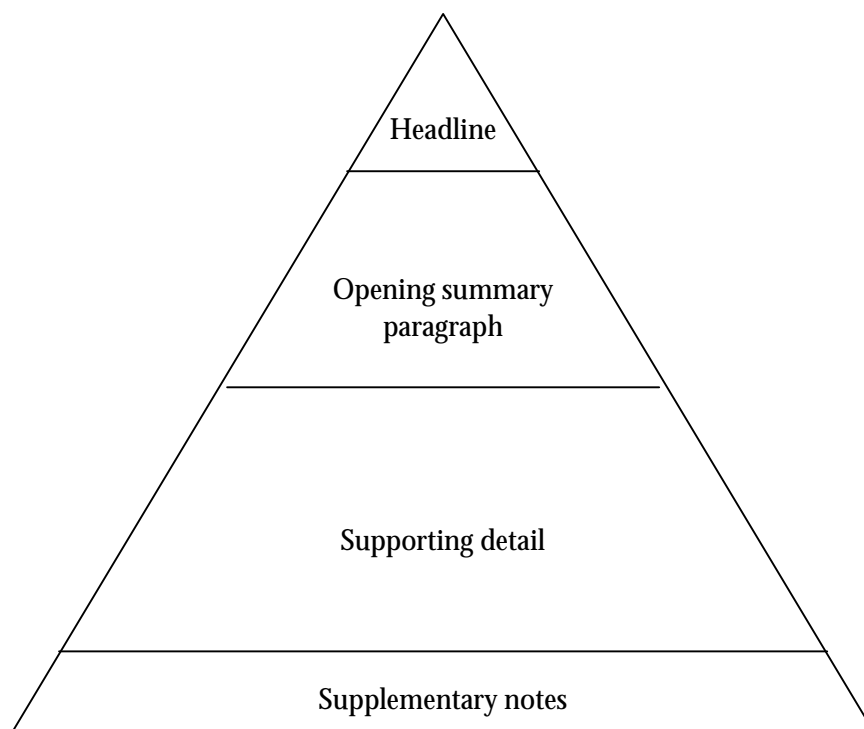 Headline
Opening summary
paragraph
Supporting detail
Supplementary notes